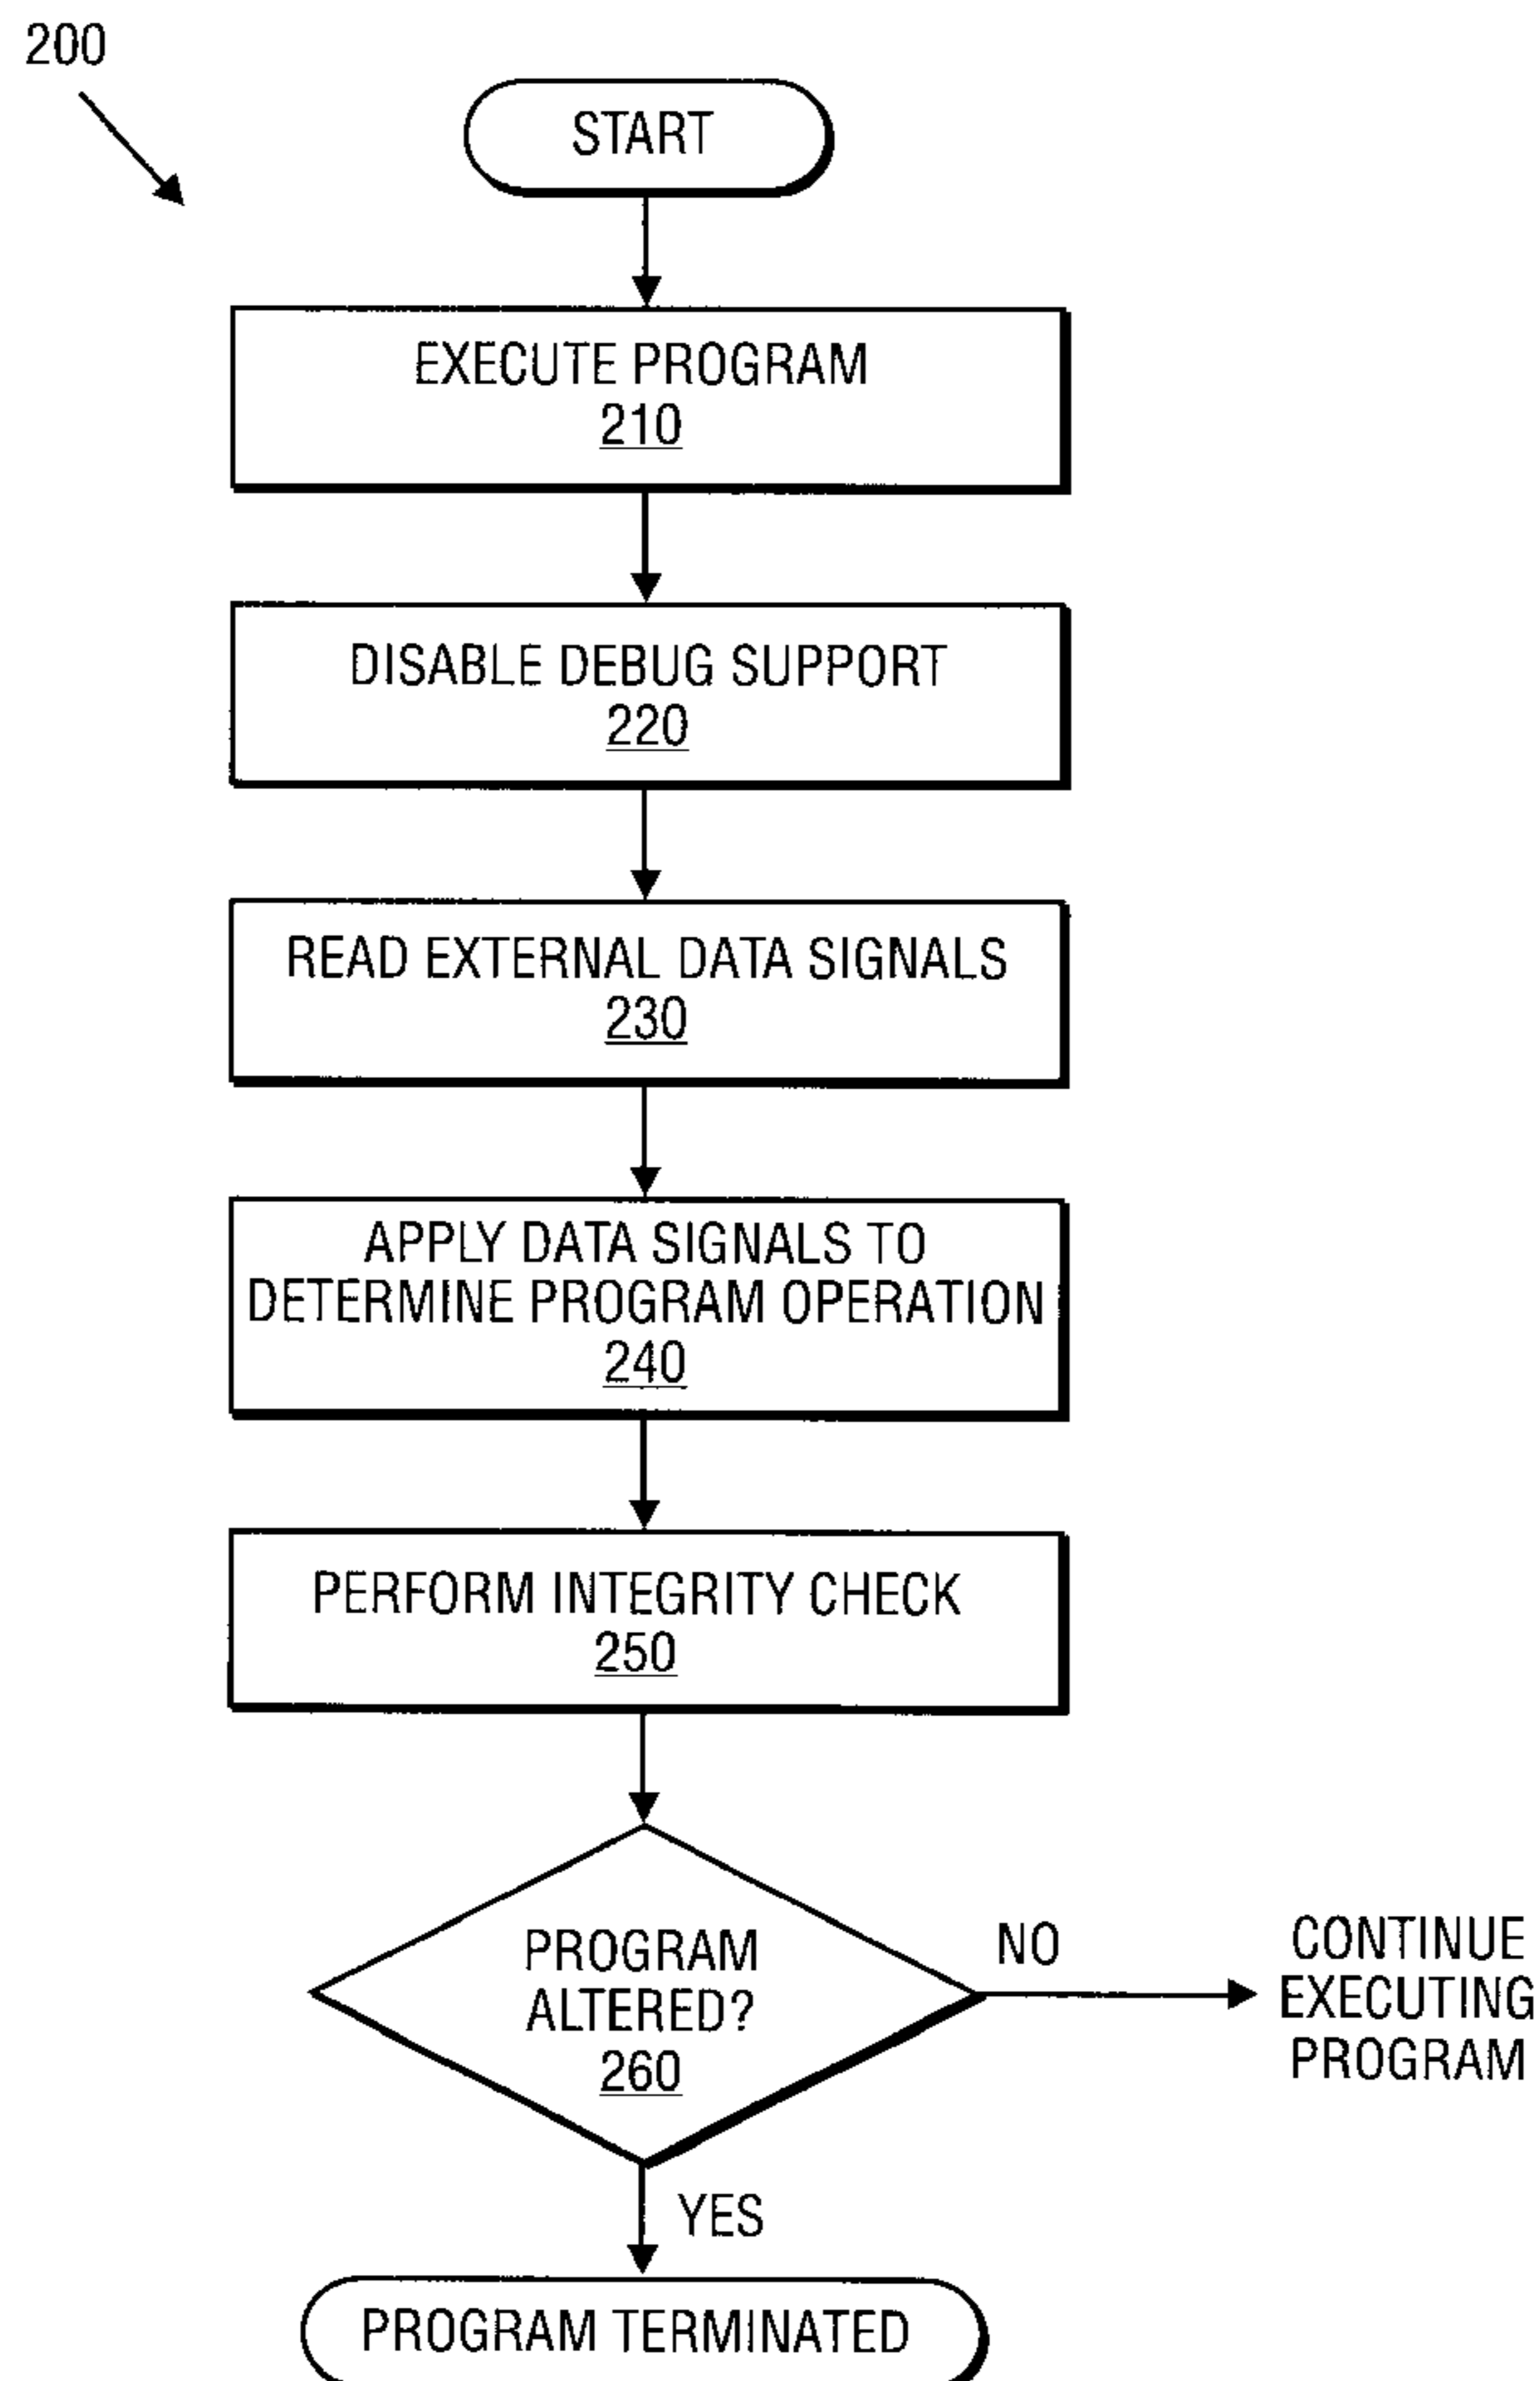 200
START
EXECUTE PROGRAM
210
DISABLE DEBUG SUPPORT
220
READ EXTERNAL DATA SIGNALS
230
APPLY DATA SIGNALS TO
DETERMINE PROGRAM OPERATION
240
PERFORM INTEGRITY CHECK
250
PROGRAM
ALTERED?
260
NO
CONTINUE
EXECUTING
PROGRAM
YES
PROGRAM TERMINATED